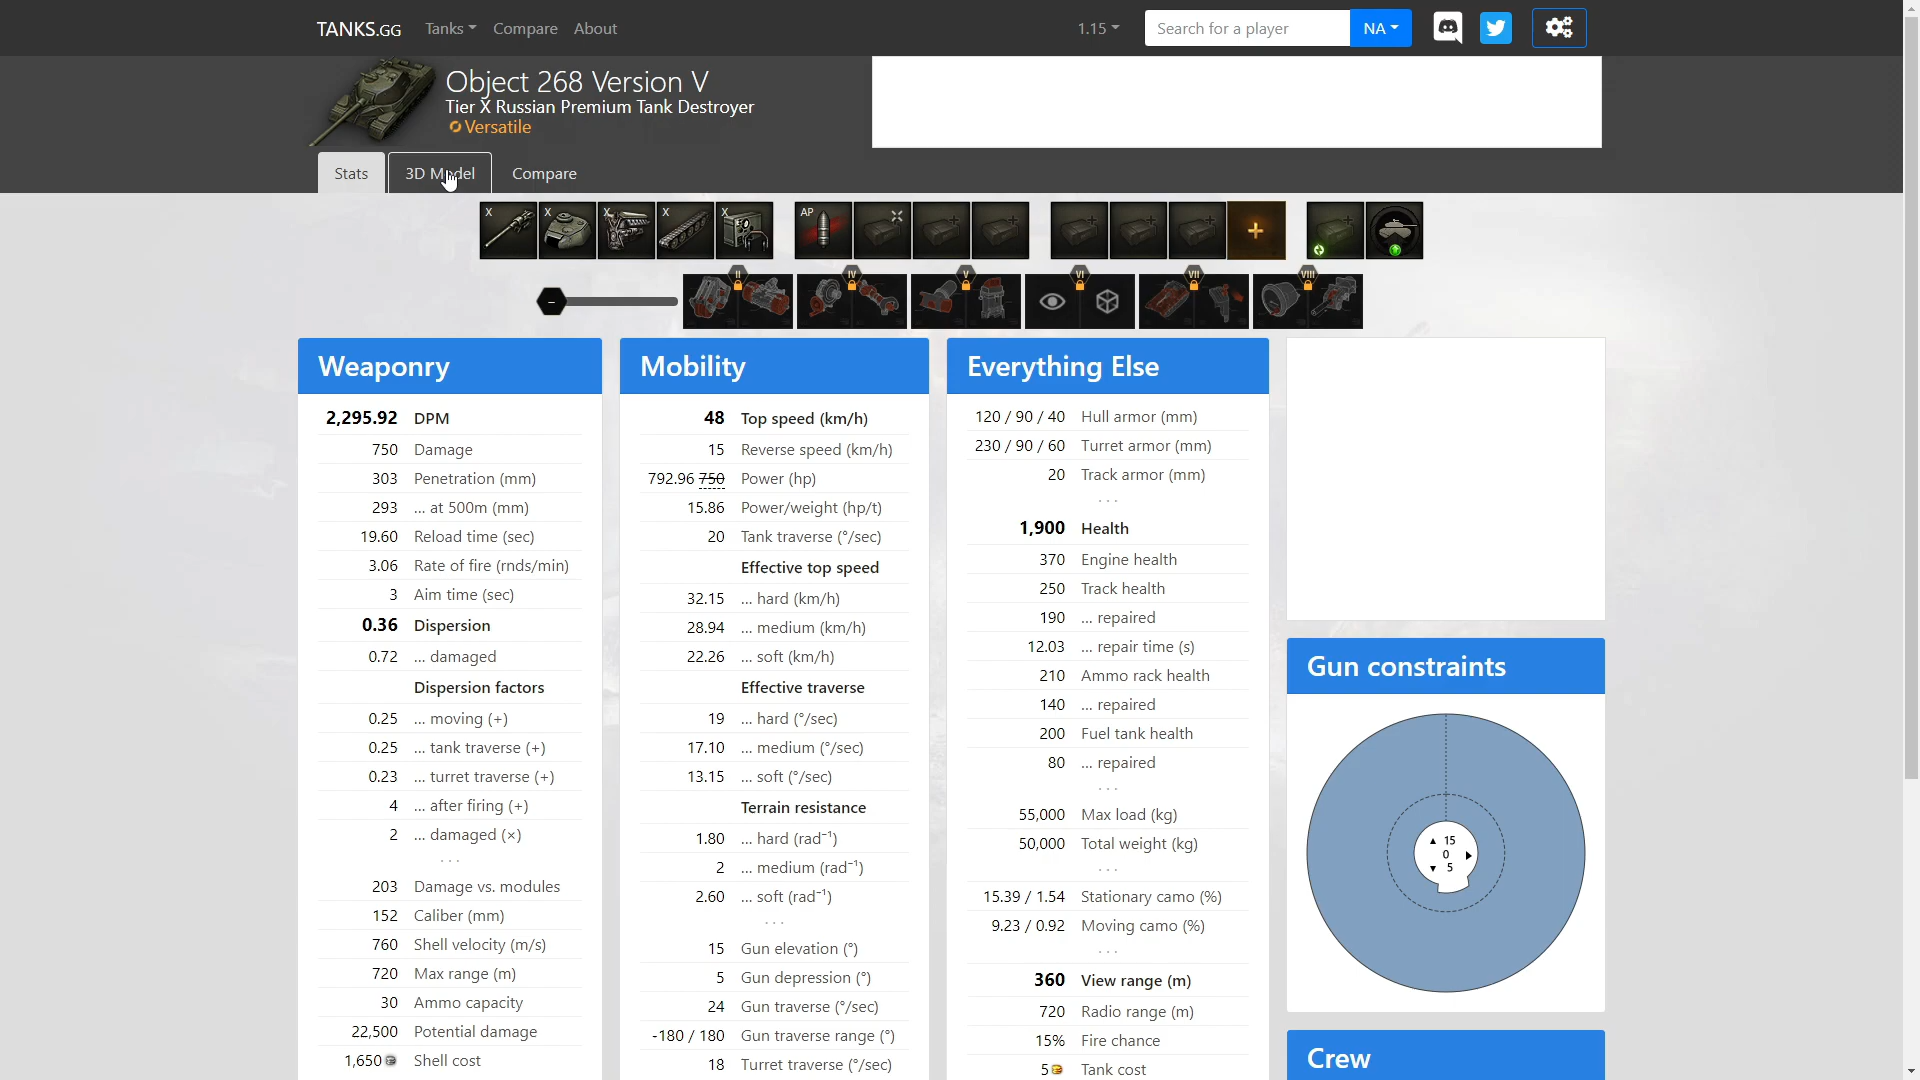 TANKS.GG Tanks Compare About 1.15 Search for a player NA
Object 268 Version V
Tier X Russian Premium Tank Destroyer
Versatile
Stats 3D Model Compare
X X X X X AP
II IV V VI VII VIII
Weaponry
2,295.92 DPM
750 Damage
303 Penetration (mm)
293 ... at 500m (mm)
19.60 Reload time (sec)
3.06 Rate of fire (rnds/min)
3 Aim time (sec)
0.36 Dispersion
0.72 ... damaged
Dispersion factors
0.25 ... moving (+)
0.25 ... tank traverse (+)
0.23 ... turret traverse (+)
4 ... after firing (+)
2 ... damaged (×)
...
203 Damage vs. modules
152 Caliber (mm)
760 Shell velocity (m/s)
720 Max range (m)
30 Ammo capacity
22,500 Potential damage
1,650 Shell cost
Mobility
48 Top speed (km/h)
15 Reverse speed (km/h)
792.96 750 Power (hp)
15.86 Power/weight (hp/t)
20 Tank traverse (°/sec)
Effective top speed
32.15 ... hard (km/h)
28.94 ... medium (km/h)
22.26 ... soft (km/h)
Effective traverse
19 ... hard (°/sec)
17.10 ... medium (°/sec)
13.15 ... soft (°/sec)
Terrain resistance
1.80 ... hard (rad⁻¹)
2 ... medium (rad⁻¹)
2.60 ... soft (rad⁻¹)
...
15 Gun elevation (°)
5 Gun depression (°)
24 Gun traverse (°/sec)
-180 / 180 Gun traverse range (°)
18 Turret traverse (°/sec)
Everything Else
120 / 90 / 40 Hull armor (mm)
230 / 90 / 60 Turret armor (mm)
20 Track armor (mm)
...
1,900 Health
370 Engine health
250 Track health
190 ... repaired
12.03 ... repair time (s)
210 Ammo rack health
140 ... repaired
200 Fuel tank health
80 ... repaired
...
55,000 Max load (kg)
50,000 Total weight (kg)
...
15.39 / 1.54 Stationary camo (%)
9.23 / 0.92 Moving camo (%)
...
360 View range (m)
720 Radio range (m)
15% Fire chance
5 Tank cost
Gun constraints
▲ 15
0 ▶
▼ 5
Crew